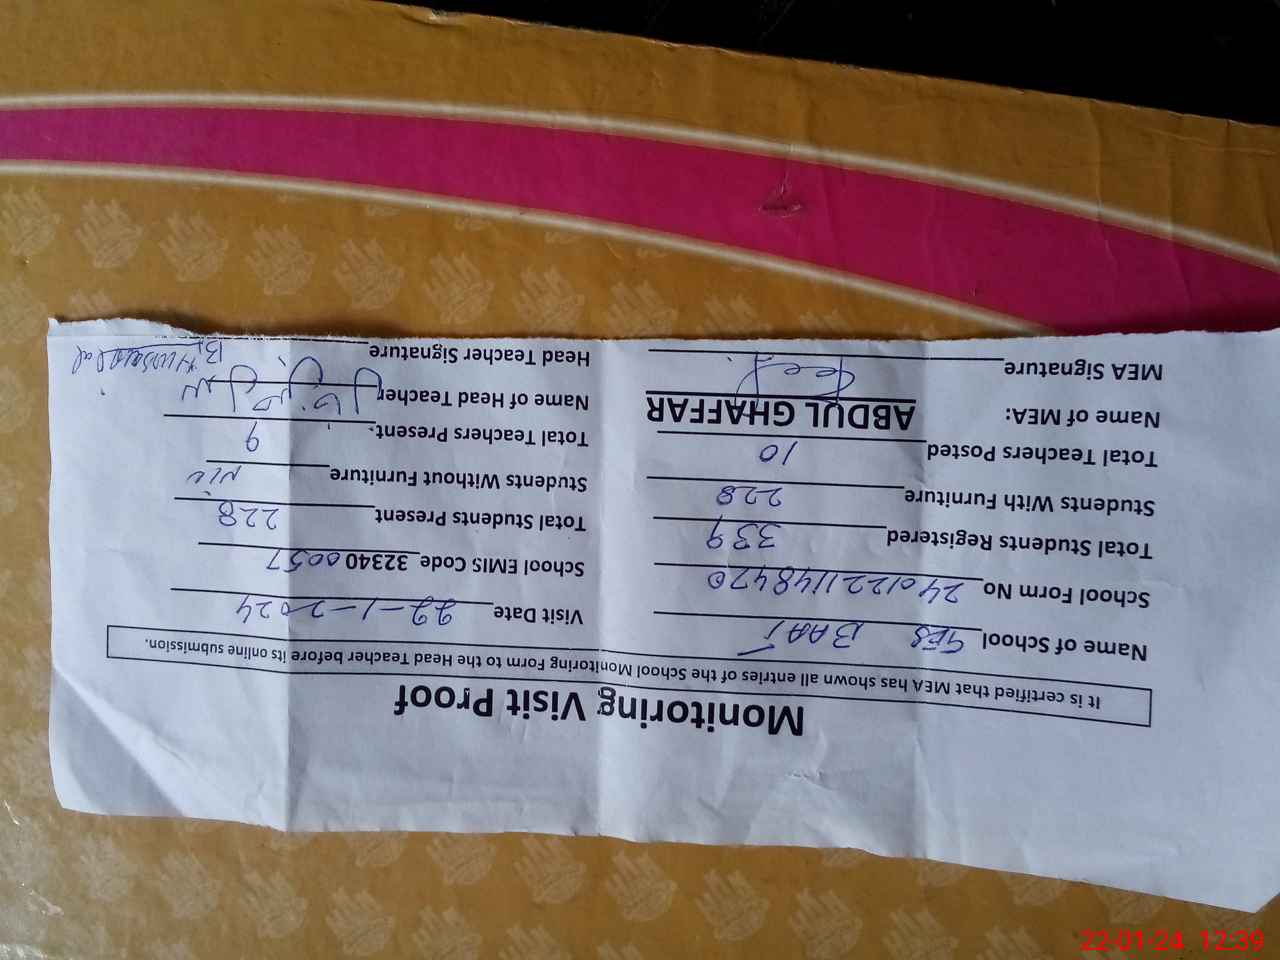 Monitoring Visit Proof
It is certified that MEA has shown all entries of the School Monitoring Form to the Head Teacher before its online submission.
Name of School GES BAAT Visit Date 22-1-2024
School Form No 2401221148470 School EMIS Code 32340 0057
Total Students Registered 339 Total Students Present 228
Students With Furniture 228 Students Without Furniture Nil
Total Teachers Posted 10 Total Teachers Present. 9
Name of MEA: ABDUL GHAFFAR Name of Head Teacher
MEA Signature Head Teacher Signature
22-01-24 12:39